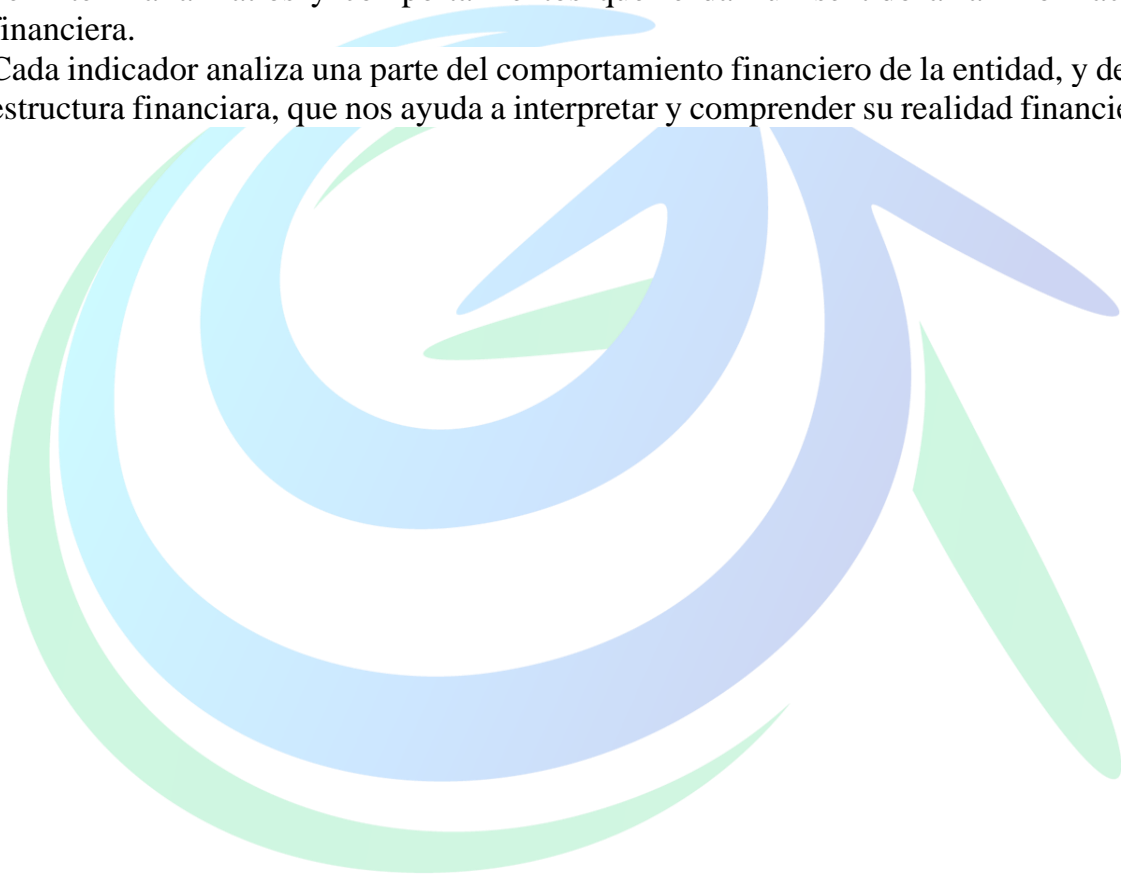 financiera.
Cada indicador analiza una parte del comportamiento financiero de la entidad, y de
estructura financiara, que nos ayuda a interpretar y comprender su realidad financie